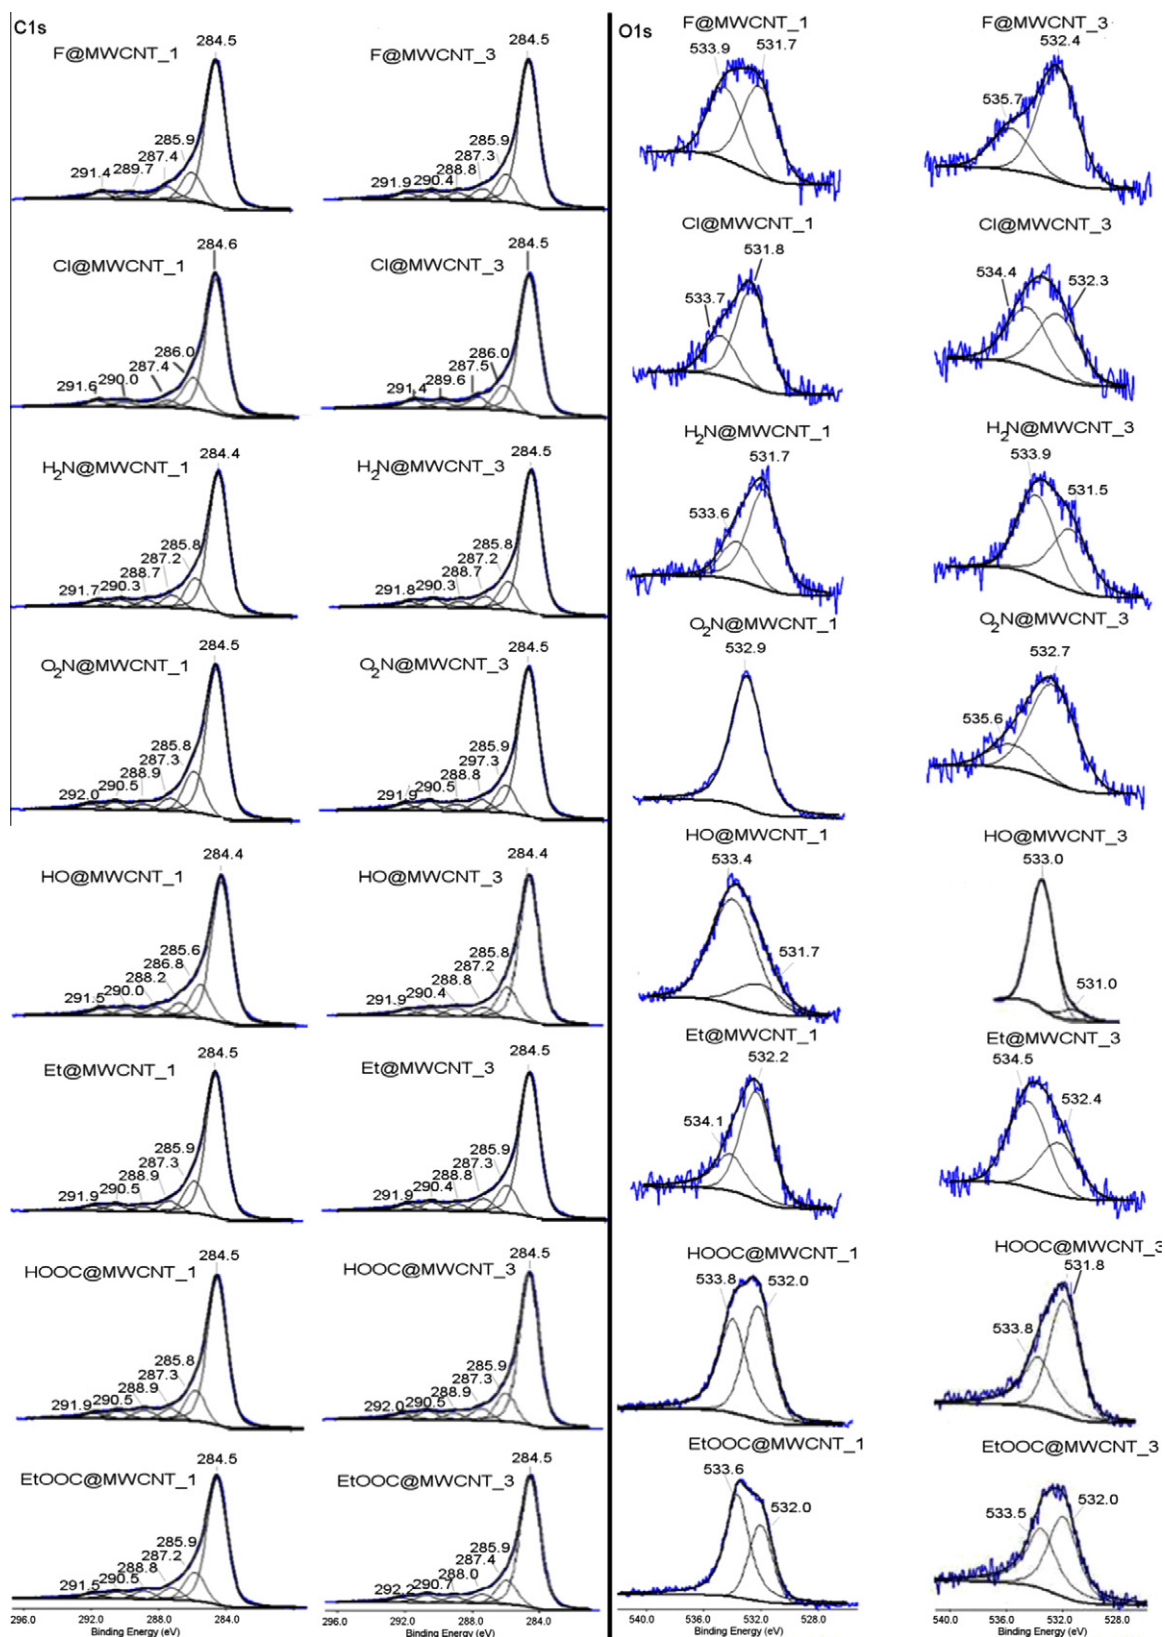 C1s
F@MWCNT_1
284.5
285.9
287.4
289.7
291.4
F@MWCNT_3
284.5
285.9
287.3
288.8
290.4
291.9
O1s
F@MWCNT_1
533.9
531.7
F@MWCNT_3
532.4
535.7
Cl@MWCNT_1
284.6
286.0
287.4
290.0
291.6
Cl@MWCNT_3
284.5
286.0
287.5
289.6
291.4
Cl@MWCNT_1
531.8
533.7
Cl@MWCNT_3
534.4
532.3
H2N@MWCNT_1
284.4
285.8
287.2
288.7
290.3
291.7
H2N@MWCNT_3
284.5
285.8
287.2
288.7
290.3
291.8
H2N@MWCNT_1
531.7
533.6
H2N@MWCNT_3
533.9
531.5
O2N@MWCNT_1
284.5
285.8
287.3
288.9
290.5
292.0
O2N@MWCNT_3
284.5
285.9
297.3
288.8
290.5
291.9
O2N@MWCNT_1
532.9
O2N@MWCNT_3
532.7
535.6
HO@MWCNT_1
284.4
285.6
286.8
288.2
290.0
291.5
HO@MWCNT_3
284.4
285.8
287.2
288.8
290.4
291.9
HO@MWCNT_1
533.4
531.7
HO@MWCNT_3
533.0
531.0
Et@MWCNT_1
284.5
285.9
287.3
288.9
290.5
291.9
Et@MWCNT_3
284.5
285.9
287.3
288.8
290.4
291.9
Et@MWCNT_1
532.2
534.1
Et@MWCNT_3
534.5
532.4
HOOC@MWCNT_1
284.5
285.8
287.3
288.9
290.5
291.9
HOOC@MWCNT_3
284.5
285.9
287.3
288.9
290.5
292.0
HOOC@MWCNT_1
533.8
532.0
HOOC@MWCNT_3
531.8
533.8
EtOOC@MWCNT_1
284.5
285.9
287.2
288.8
290.5
291.5
EtOOC@MWCNT_3
284.5
285.9
287.4
288.0
290.7
292.2
EtOOC@MWCNT_1
533.6
532.0
EtOOC@MWCNT_3
533.5
532.0
296.0 292.0 288.0 284.0
Binding Energy (eV)
296.0 292.0 288.0 284.0
Binding Energy (eV)
540.0 536.0 532.0 528.0
Binding Energy (eV)
540.0 536.0 532.0 528.0
Binding Energy (eV)